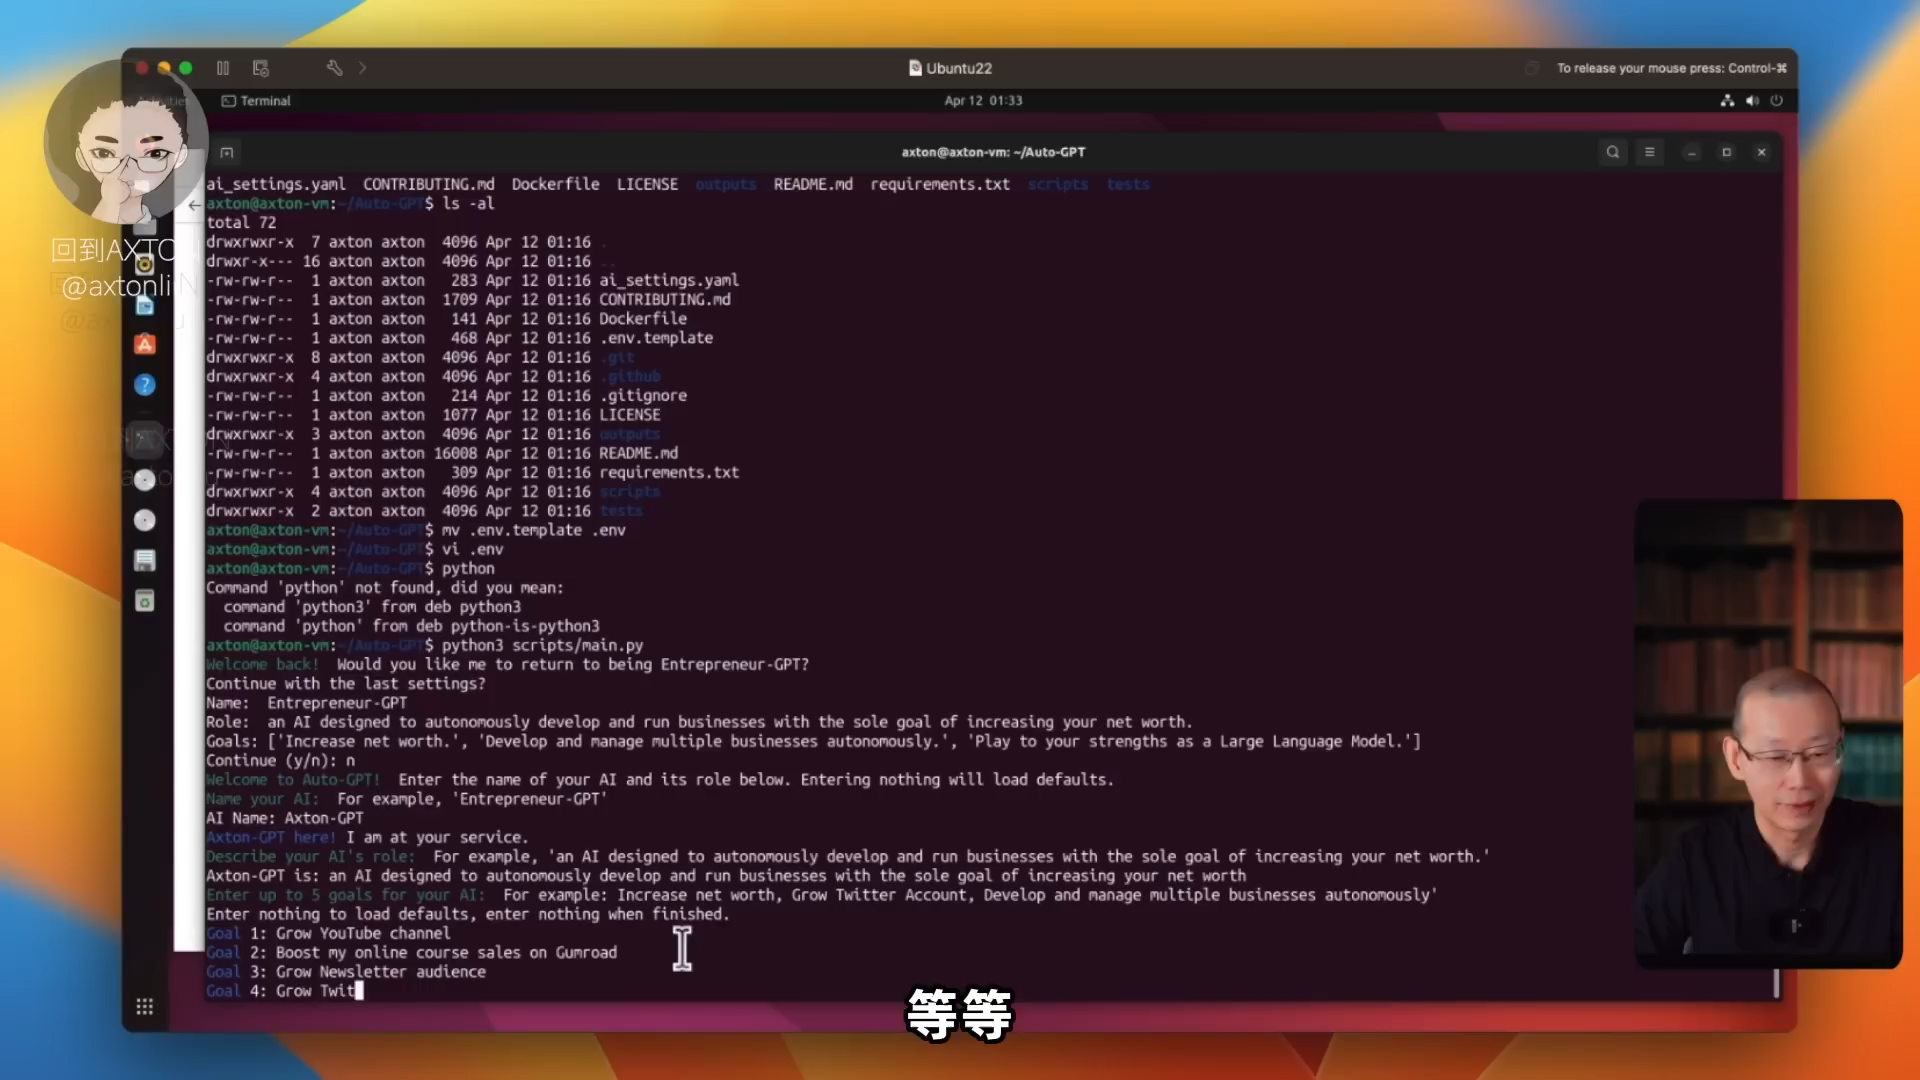 Ubuntu22
To release your mouse press: Control-⌘
Terminal
Apr 12 01:33
axton@axton-vm: ~/Auto-GPT
回到AXTON
@axtonliu
ai_settings.yaml CONTRIBUTING.md Dockerfile LICENSE outputs README.md requirements.txt scripts tests
axton@axton-vm:~/Auto-GPT$ ls -al
total 72
drwxrwxr-x 7 axton axton 4096 Apr 12 01:16 .
drwxr-x--- 16 axton axton 4096 Apr 12 01:16 ..
-rw-rw-r-- 1 axton axton 283 Apr 12 01:16 ai_settings.yaml
-rw-rw-r-- 1 axton axton 1709 Apr 12 01:16 CONTRIBUTING.md
-rw-rw-r-- 1 axton axton 141 Apr 12 01:16 Dockerfile
-rw-rw-r-- 1 axton axton 468 Apr 12 01:16 .env.template
drwxrwxr-x 8 axton axton 4096 Apr 12 01:16 .git
drwxrwxr-x 4 axton axton 4096 Apr 12 01:16 .github
-rw-rw-r-- 1 axton axton 214 Apr 12 01:16 .gitignore
-rw-rw-r-- 1 axton axton 1077 Apr 12 01:16 LICENSE
drwxrwxr-x 3 axton axton 4096 Apr 12 01:16 outputs
-rw-rw-r-- 1 axton axton 16008 Apr 12 01:16 README.md
-rw-rw-r-- 1 axton axton 309 Apr 12 01:16 requirements.txt
drwxrwxr-x 4 axton axton 4096 Apr 12 01:16 scripts
drwxrwxr-x 2 axton axton 4096 Apr 12 01:16 tests
axton@axton-vm:~/Auto-GPT$ mv .env.template .env
axton@axton-vm:~/Auto-GPT$ vi .env
axton@axton-vm:~/Auto-GPT$ python
Command 'python' not found, did you mean:
command 'python3' from deb python3
command 'python' from deb python-is-python3
axton@axton-vm:~/Auto-GPT$ python3 scripts/main.py
Welcome back! Would you like me to return to being Entrepreneur-GPT?
Continue with the last settings?
Name: Entrepreneur-GPT
Role: an AI designed to autonomously develop and run businesses with the sole goal of increasing your net worth.
Goals: ['Increase net worth.', 'Develop and manage multiple businesses autonomously.', 'Play to your strengths as a Large Language Model.']
Continue (y/n): n
Welcome to Auto-GPT! Enter the name of your AI and its role below. Entering nothing will load defaults.
Name your AI: For example, 'Entrepreneur-GPT'
AI Name: Axton-GPT
Axton-GPT here! I am at your service.
Describe your AI's role: For example, 'an AI designed to autonomously develop and run businesses with the sole goal of increasing your net worth.'
Axton-GPT is: an AI designed to autonomously develop and run businesses with the sole goal of increasing your net worth
Enter up to 5 goals for your AI: For example: Increase net worth, Grow Twitter Account, Develop and manage multiple businesses autonomously'
Enter nothing to load defaults, enter nothing when finished.
Goal 1: Grow YouTube channel
Goal 2: Boost my online course sales on Gumroad
Goal 3: Grow Newsletter audience
Goal 4: Grow Twit
等等